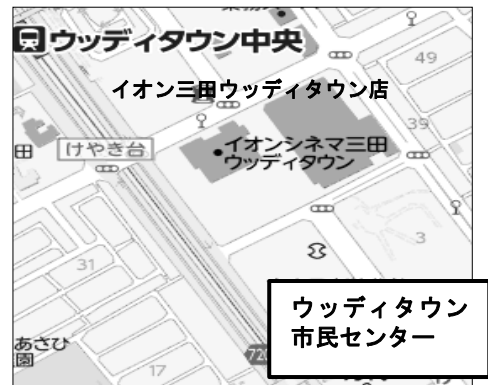 ウッディタウン中央
イオン三田ウッディタウン店
49
39
イオンシネマ三田
ウッディタウン
けやき台
田
3
31
ウッディタウン
市民センター
あさひ
園
720
17